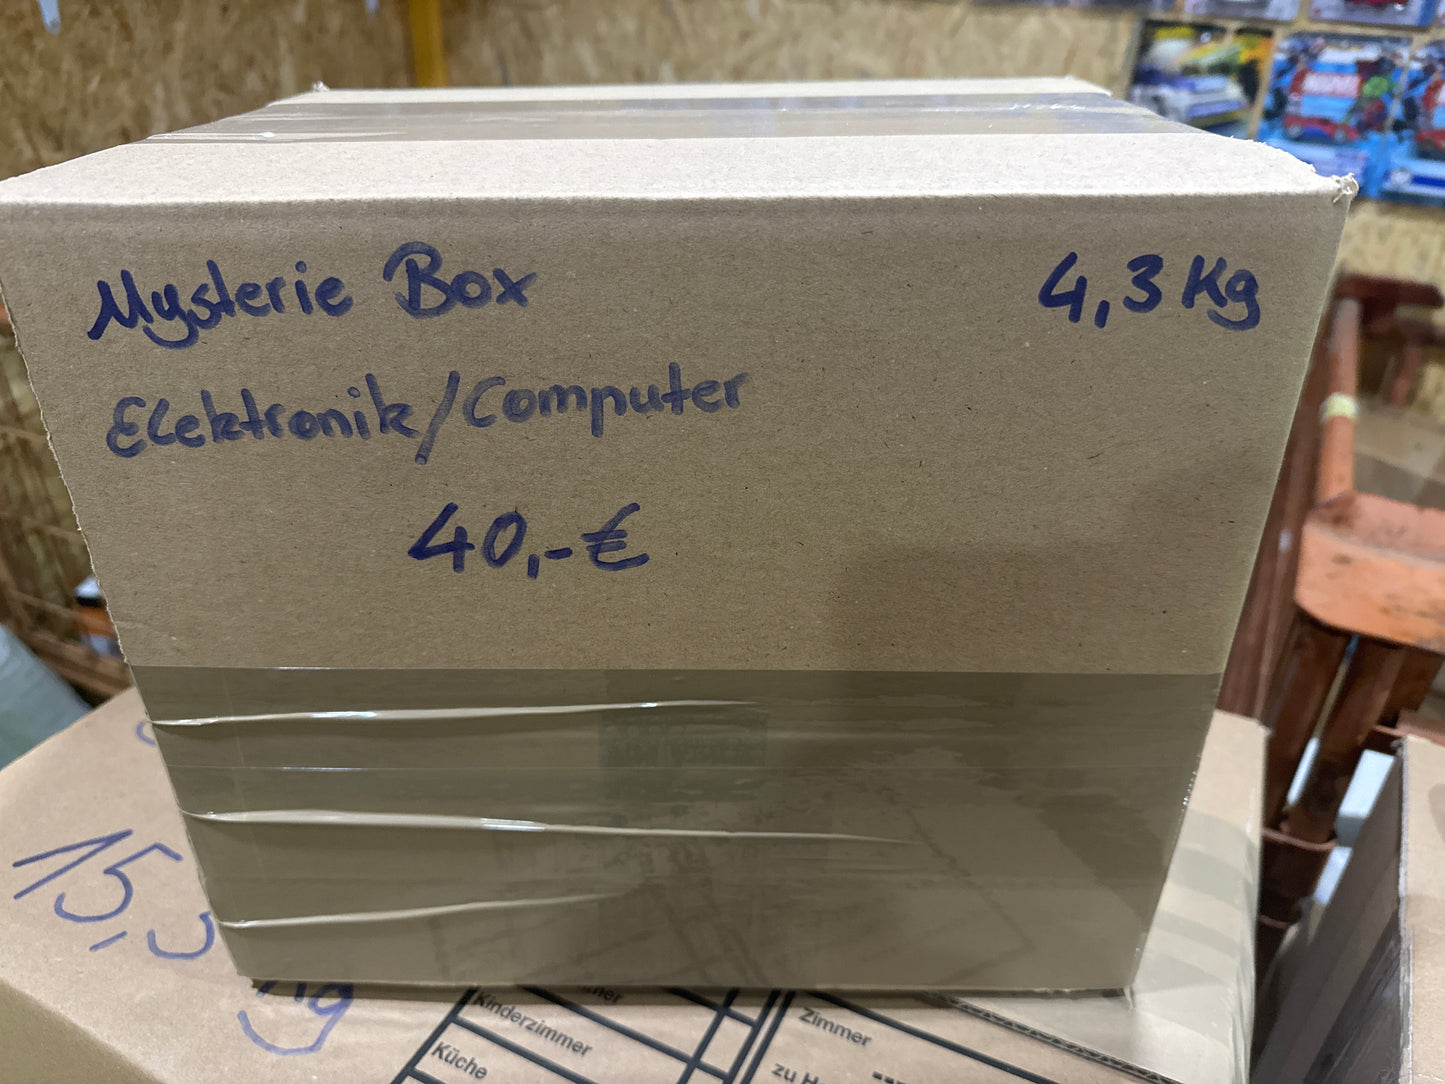 Mysterie Box
4,3 Kg
Elektronik/Computer
40,-€
Kinderzimmer
Küche
Zimmer